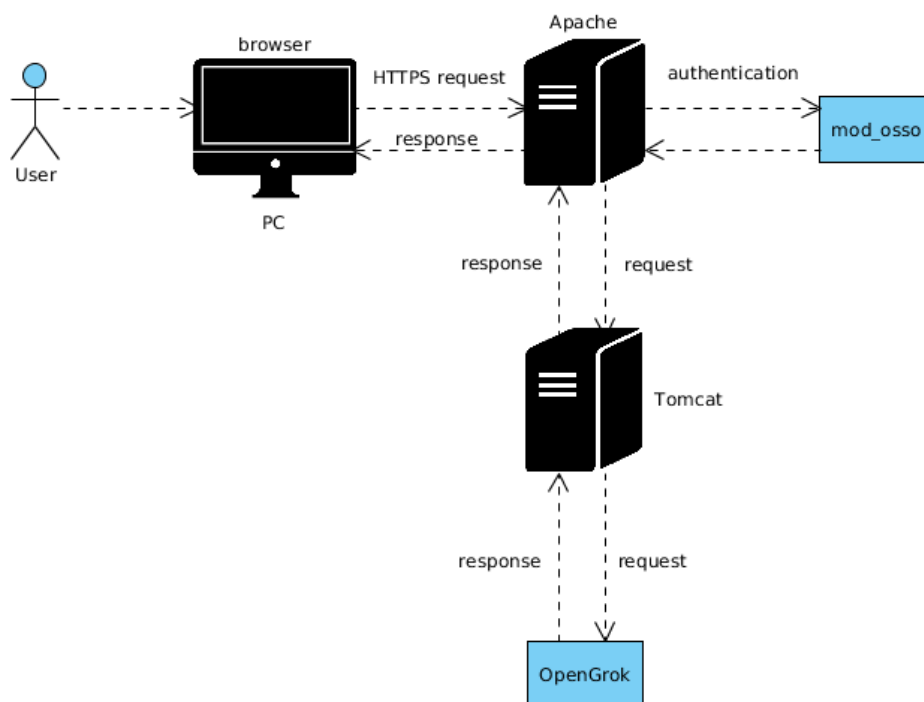 Apache
browser
HTTPS request
authentication
response
mod_osso
User
PC
response
request
Tomcat
response
request
OpenGrok